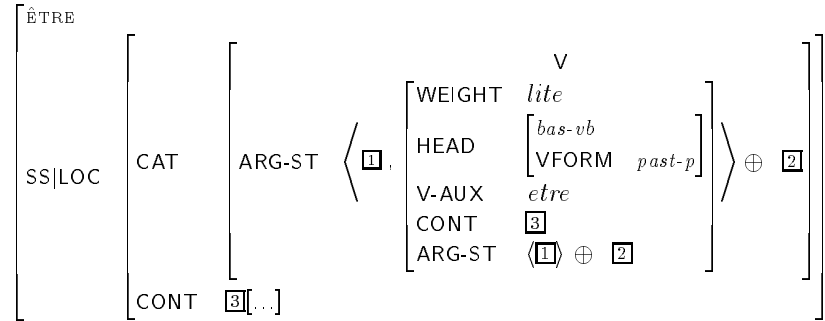 ÊTRE
V
WEIGHT lite
HEAD bas-vb
VFORM past-p
SS|LOC CAT ARG-ST ⟨ 1 , ⟩ ⊕ 2
V-AUX etre
CONT 3
ARG-ST ⟨1⟩ ⊕ 2
CONT 3[...]